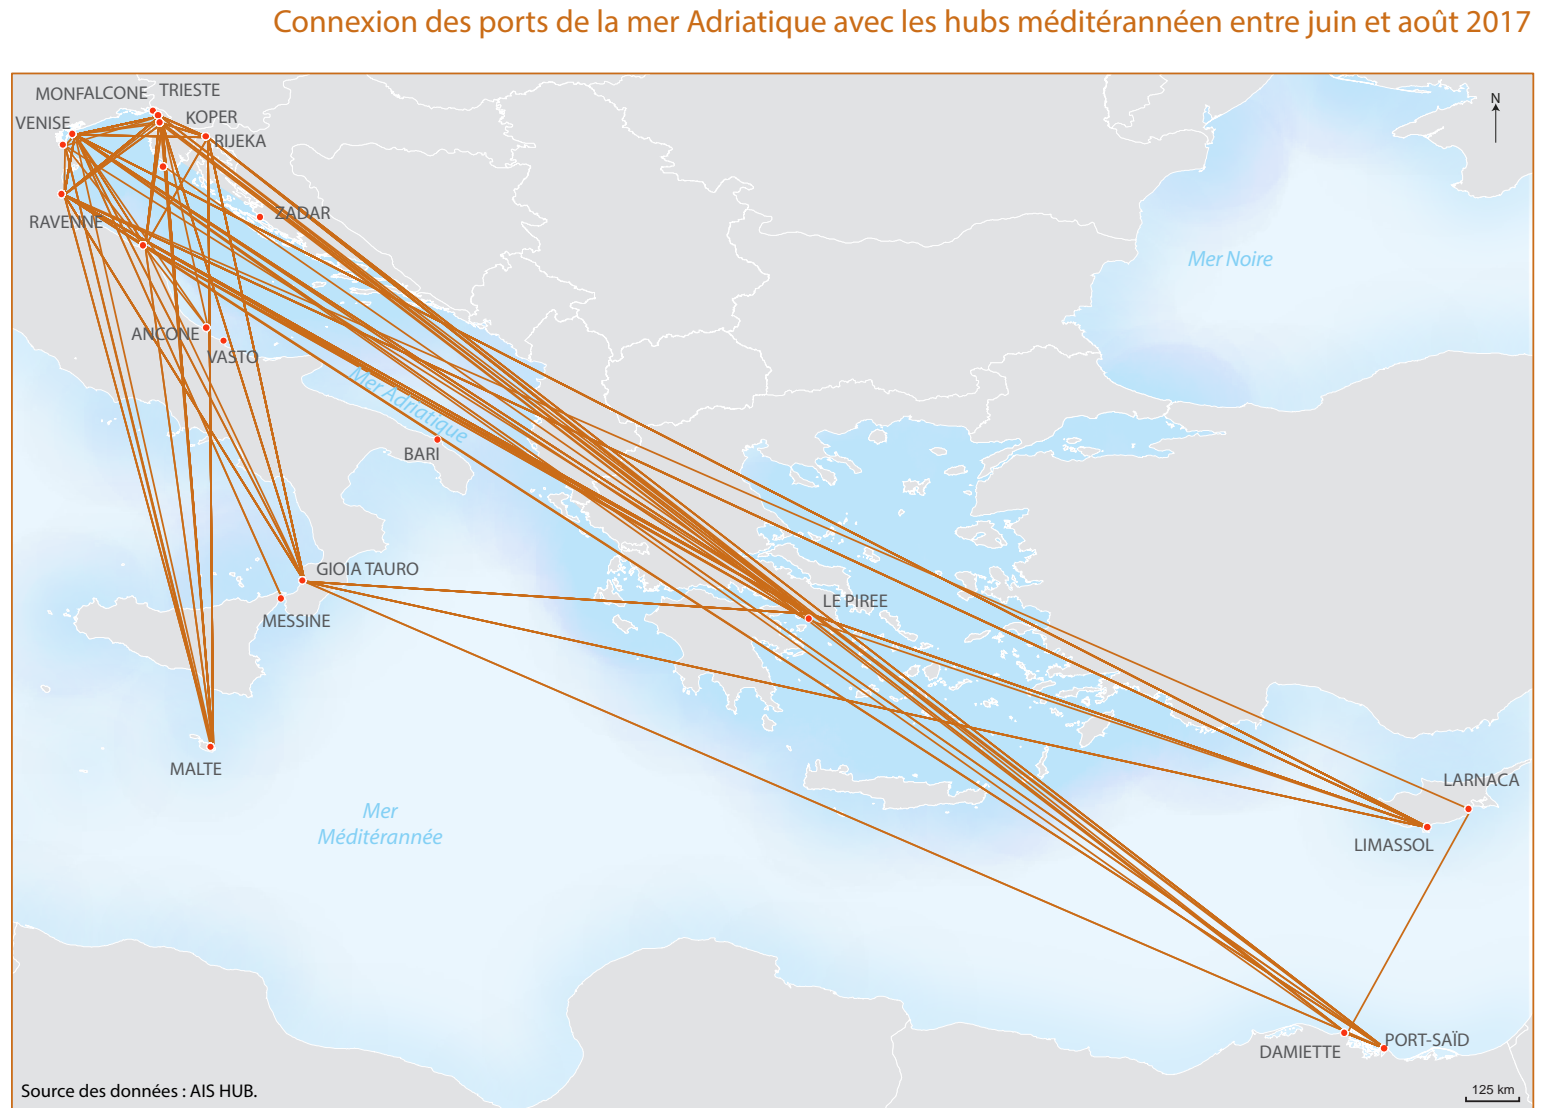 Connexion des ports de la mer Adriatique avec les hubs méditérannéen entre juin et août 2017
MONFALCONE
TRIESTE
VENISE
KOPER
RIJEKA
N
RAVENNE
ZADAR
Mer Noire
ANCONE
VASTO
Mer Adriatique
BARI
GIOIA TAURO
MESSINE
LE PIREE
MALTE
Mer
Méditérannée
LARNACA
LIMASSOL
DAMIETTE
PORT-SAÏD
Source des données : AIS HUB.
125 km